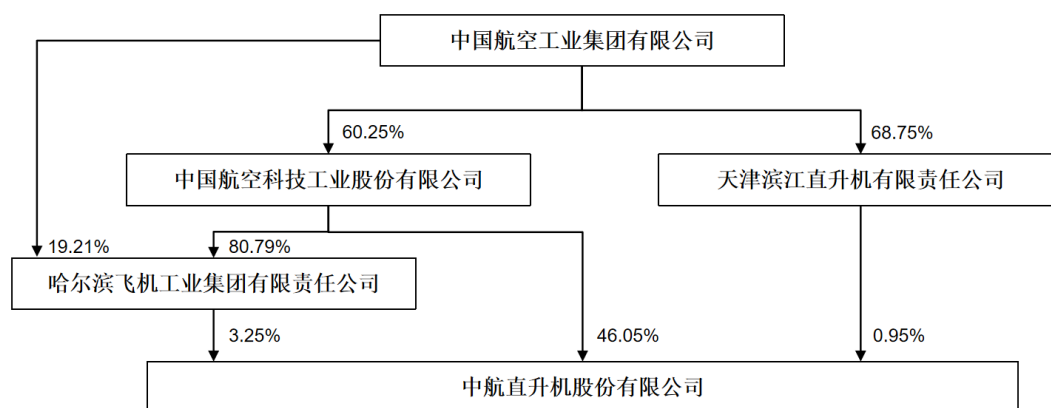 中国航空工业集团有限公司
60.25%
68.75%
中国航空科技工业股份有限公司
天津滨江直升机有限责任公司
19.21%
80.79%
哈尔滨飞机工业集团有限责任公司
3.25%
46.05%
0.95%
中航直升机股份有限公司